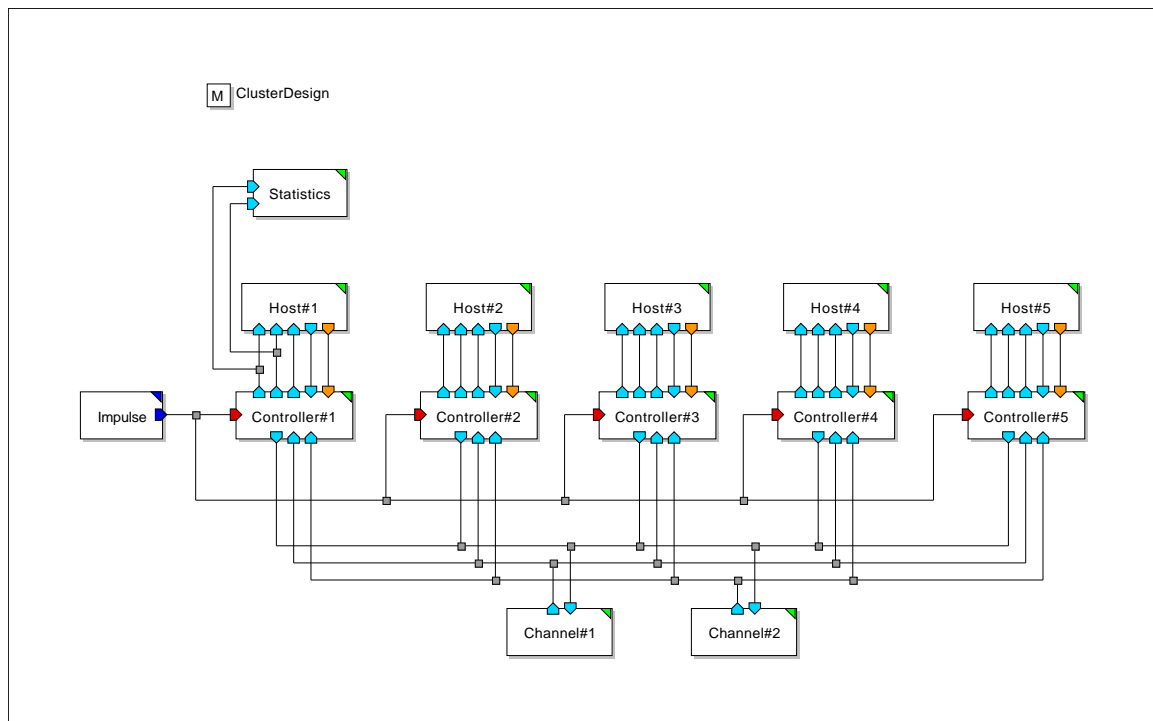 M ClusterDesign
Statistics
Host#1 Host#2 Host#3 Host#4 Host#5
Impulse Controller#1 Controller#2 Controller#3 Controller#4 Controller#5
Channel#1 Channel#2